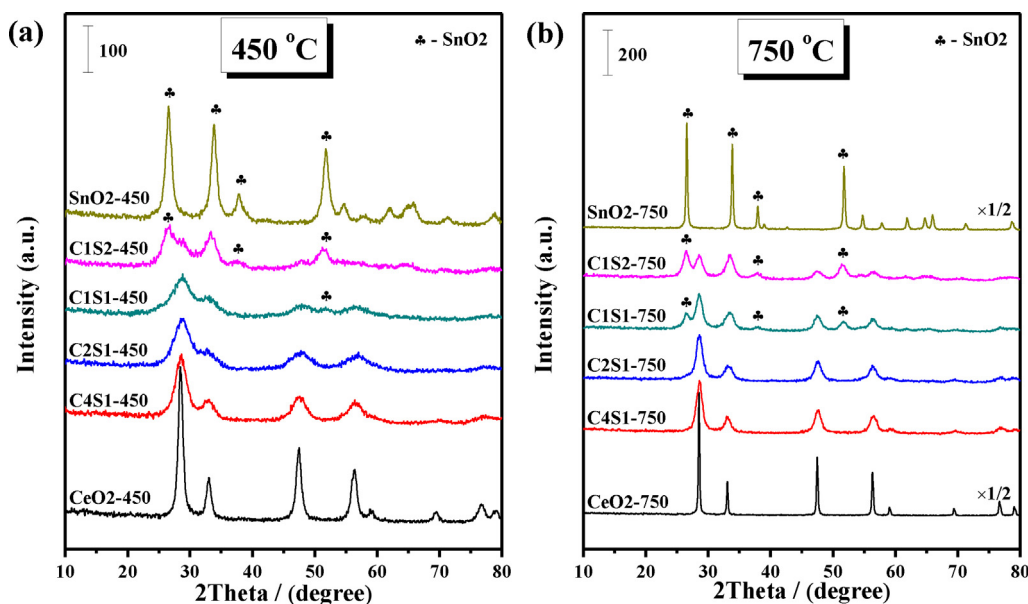 (a)
100
450 °C
♣ - SnO2
♣
♣
♣
♣
SnO2-450
♣
♣
♣
C1S2-450
♣
C1S1-450
C2S1-450
C4S1-450
CeO2-450
Intensity (a.u.)
10 20 30 40 50 60 70 80
2Theta / (degree)
(b)
200
750 °C
♣ - SnO2
♣
♣
♣
♣
SnO2-750
×1/2
♣
♣
♣
C1S2-750
♣
♣
♣
C1S1-750
C2S1-750
C4S1-750
CeO2-750
×1/2
Intensity (a.u.)
10 20 30 40 50 60 70 80
2Theta / (degree)